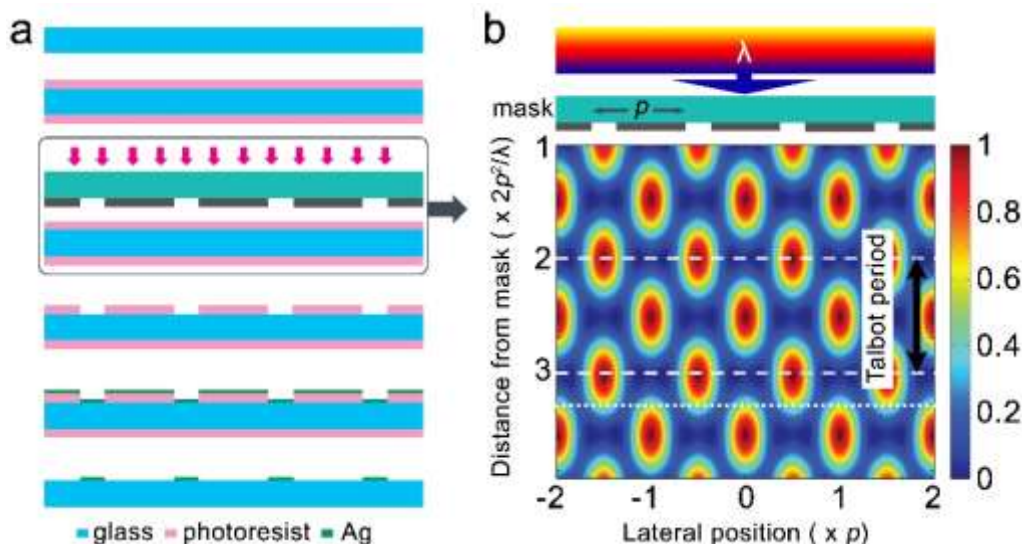 a
glass photoresist Ag
b
λ
mask
p
Distance from mask ( x 2p²/λ)
1
2
3
Talbot period
-2 -1 0 1 2
Lateral position ( x p)
1
0.8
0.6
0.4
0.2
0